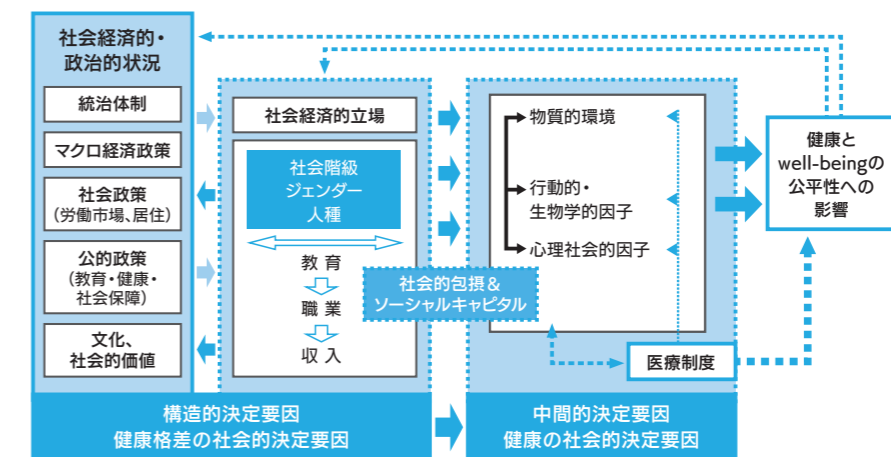 社会経済的・
政治的状況
統治体制
マクロ経済政策
社会政策
(労働市場、居住)
公的政策
(教育・健康・
社会保障)
文化、
社会的価値
社会経済的立場
社会階級
ジェンダー
人種
教 育
職 業
収 入
社会的包摂&
ソーシャルキャピタル
物質的環境
行動的・
生物学的因子
心理社会的因子
医療制度
健康と
well-beingの
公平性への
影響
構造的決定要因
健康格差の社会的決定要因
中間的決定要因
健康の社会的決定要因